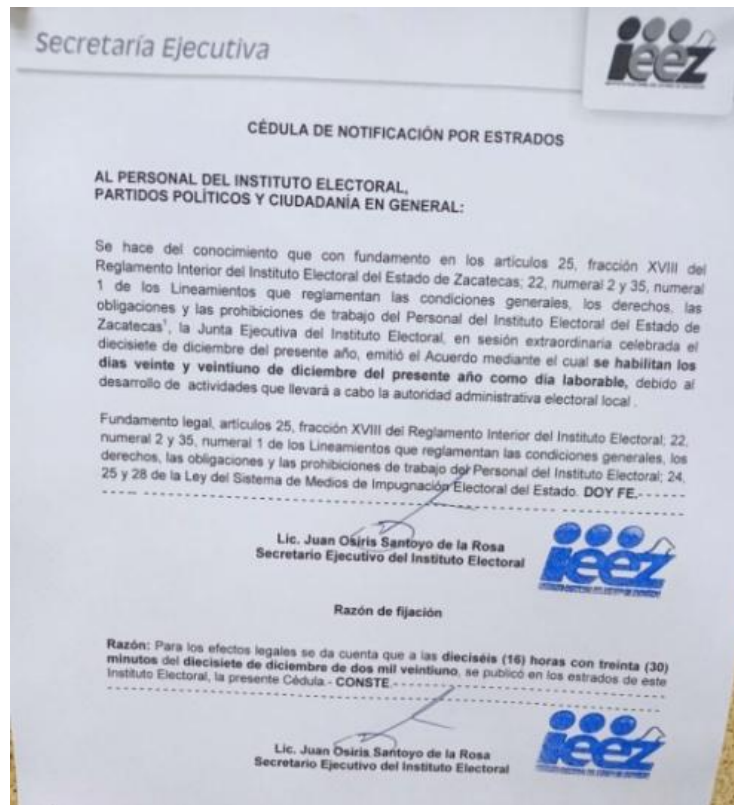 Secretaría Ejecutiva
ieez
CÉDULA DE NOTIFICACIÓN POR ESTRADOS
AL PERSONAL DEL INSTITUTO ELECTORAL,
PARTIDOS POLÍTICOS Y CIUDADANÍA EN GENERAL:
Se hace del conocimiento que con fundamento en los artículos 25, fracción XVIII del
Reglamento Interior del Instituto Electoral del Estado de Zacatecas; 22, numeral 2 y 35, numeral
1 de los Lineamientos que reglamentan las condiciones generales, los derechos, las
obligaciones y las prohibiciones de trabajo del Personal del Instituto Electoral del Estado de
Zacatecas¹, la Junta Ejecutiva del Instituto Electoral, en sesión extraordinaria celebrada el
diecisiete de diciembre del presente año, emitió el Acuerdo mediante el cual se habilitan los
días veinte y veintiuno de diciembre del presente año como día laborable, debido al
desarrollo de actividades que llevará a cabo la autoridad administrativa electoral local .
Fundamento legal, artículos 25, fracción XVIII del Reglamento Interior del Instituto Electoral; 22,
numeral 2 y 35, numeral 1 de los Lineamientos que reglamentan las condiciones generales, los
derechos, las obligaciones y las prohibiciones de trabajo del Personal del Instituto Electoral; 24,
25 y 28 de la Ley del Sistema de Medios de Impugnación Electoral del Estado. DOY FE.- - - - - - -
Lic. Juan Osiris Santoyo de la Rosa
Secretario Ejecutivo del Instituto Electoral
ieez
Razón de fijación
Razón: Para los efectos legales se da cuenta que a las dieciséis (16) horas con treinta (30)
minutos del diecisiete de diciembre de dos mil veintiuno, se publicó en los estrados de este
Instituto Electoral, la presente Cédula.- CONSTE.- - - - - - - - - - - - - - - - - - - - - - - - - - - - - -
Lic. Juan Osiris Santoyo de la Rosa
Secretario Ejecutivo del Instituto Electoral
ieez